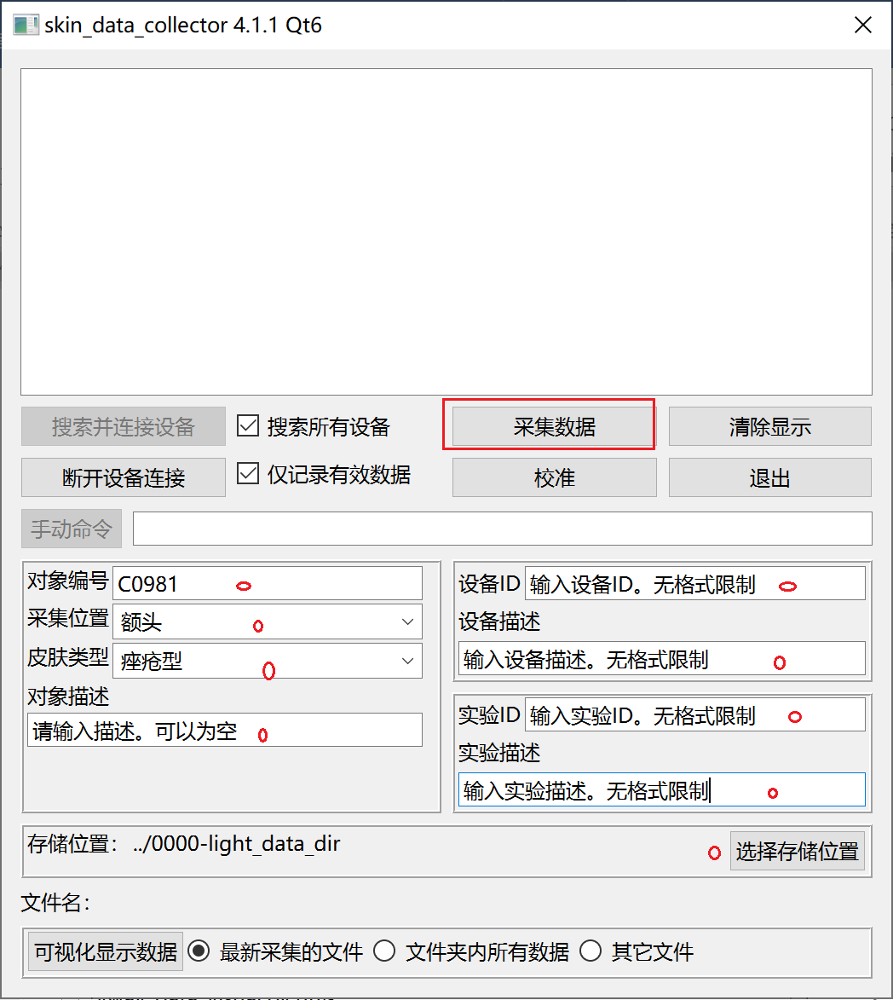 skin_data_collector 4.1.1 Qt6
搜索并连接设备 搜索所有设备 采集数据 清除显示
断开设备连接 仅记录有效数据 校准 退出
手动命令
对象编号 C0981
采集位置 额头
皮肤类型 痤疮型
对象描述
请输入描述。可以为空
设备ID 输入设备ID。无格式限制
设备描述
输入设备描述。无格式限制
实验ID 输入实验ID。无格式限制
实验描述
输入实验描述。无格式限制
存储位置： ../0000-light_data_dir 选择存储位置
文件名：
可视化显示数据 最新采集的文件 文件夹内所有数据 其它文件